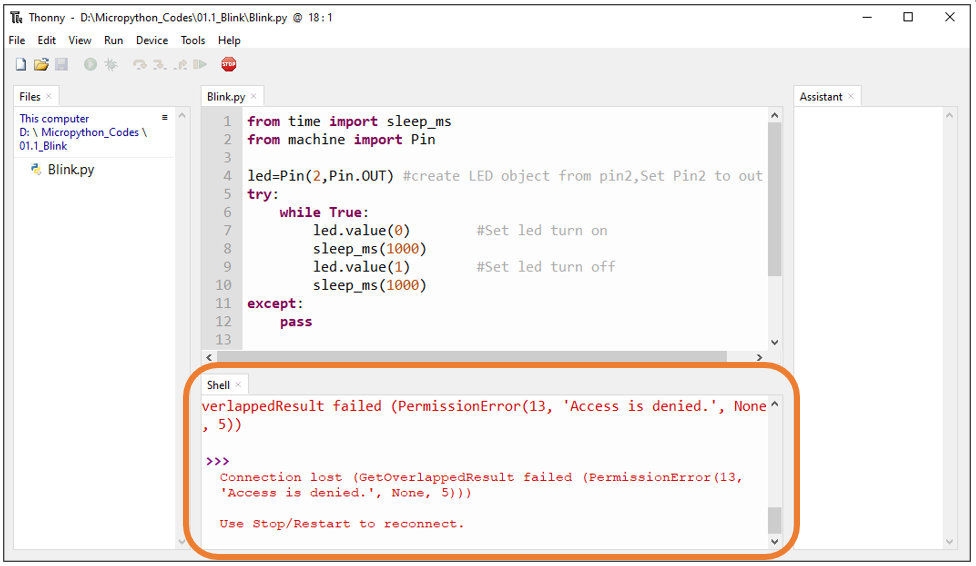 Thonny - D:\Micropython_Codes\01.1_Blink\Blink.py @ 18 : 1
File Edit View Run Device Tools Help
STOP
Files
This computer
D: \ Micropython_Codes \
01.1_Blink
Blink.py
Blink.py
1 from time import sleep_ms
2 from machine import Pin
3
4 led=Pin(2,Pin.OUT) #create LED object from pin2,Set Pin2 to out
5 try:
6     while True:
7         led.value(0)        #Set led turn on
8         sleep_ms(1000)
9         led.value(1)        #Set led turn off
10         sleep_ms(1000)
11 except:
12     pass
13
Shell
verlappedResult failed (PermissionError(13, 'Access is denied.', None
, 5))
>>>
Connection lost (GetOverlappedResult failed (PermissionError(13,
'Access is denied.', None, 5)))
Use Stop/Restart to reconnect.
Assistant